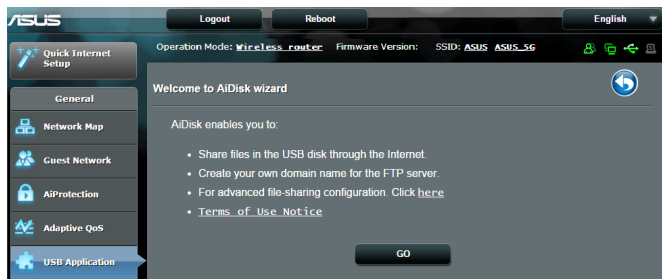 ASUS
Logout Reboot English
Quick Internet Setup
Operation Mode: Wireless router Firmware Version: SSID: ASUS ASUS_5G
General
Network Map
Guest Network
AiProtection
Adaptive QoS
USB Application
Welcome to AiDisk wizard
AiDisk enables you to:
• Share files in the USB disk through the Internet.
• Create your own domain name for the FTP server.
• For advanced file-sharing configuration. Click here
• Terms of Use Notice
GO